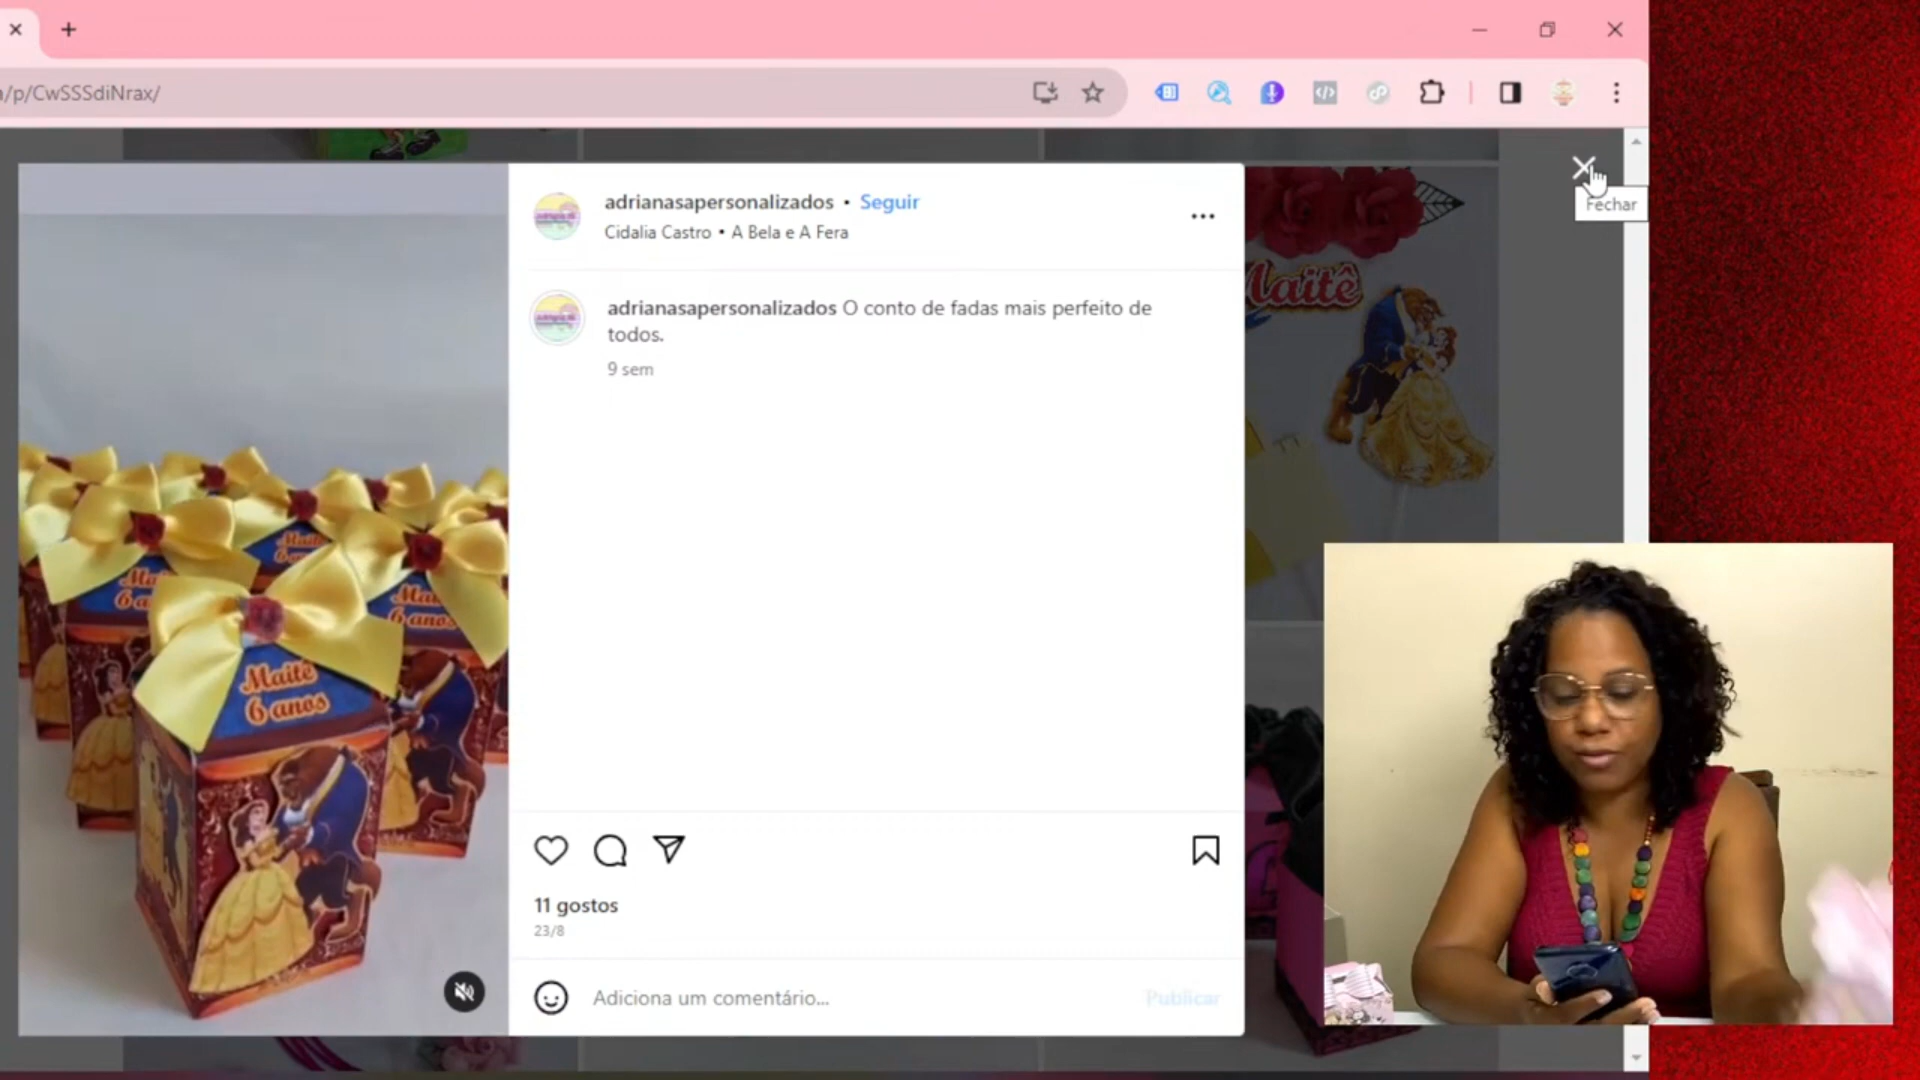 a/p/CwSSSdiNrax/
Fechar
adrianasapersonalizados • Seguir
Cidalia Castro • A Bela e A Fera
adrianasapersonalizados O conto de fadas mais perfeito de
todos.
9 sem
Maitê
Maitê
6 anos
11 gostos
23/8
Adiciona um comentário...
Publicar